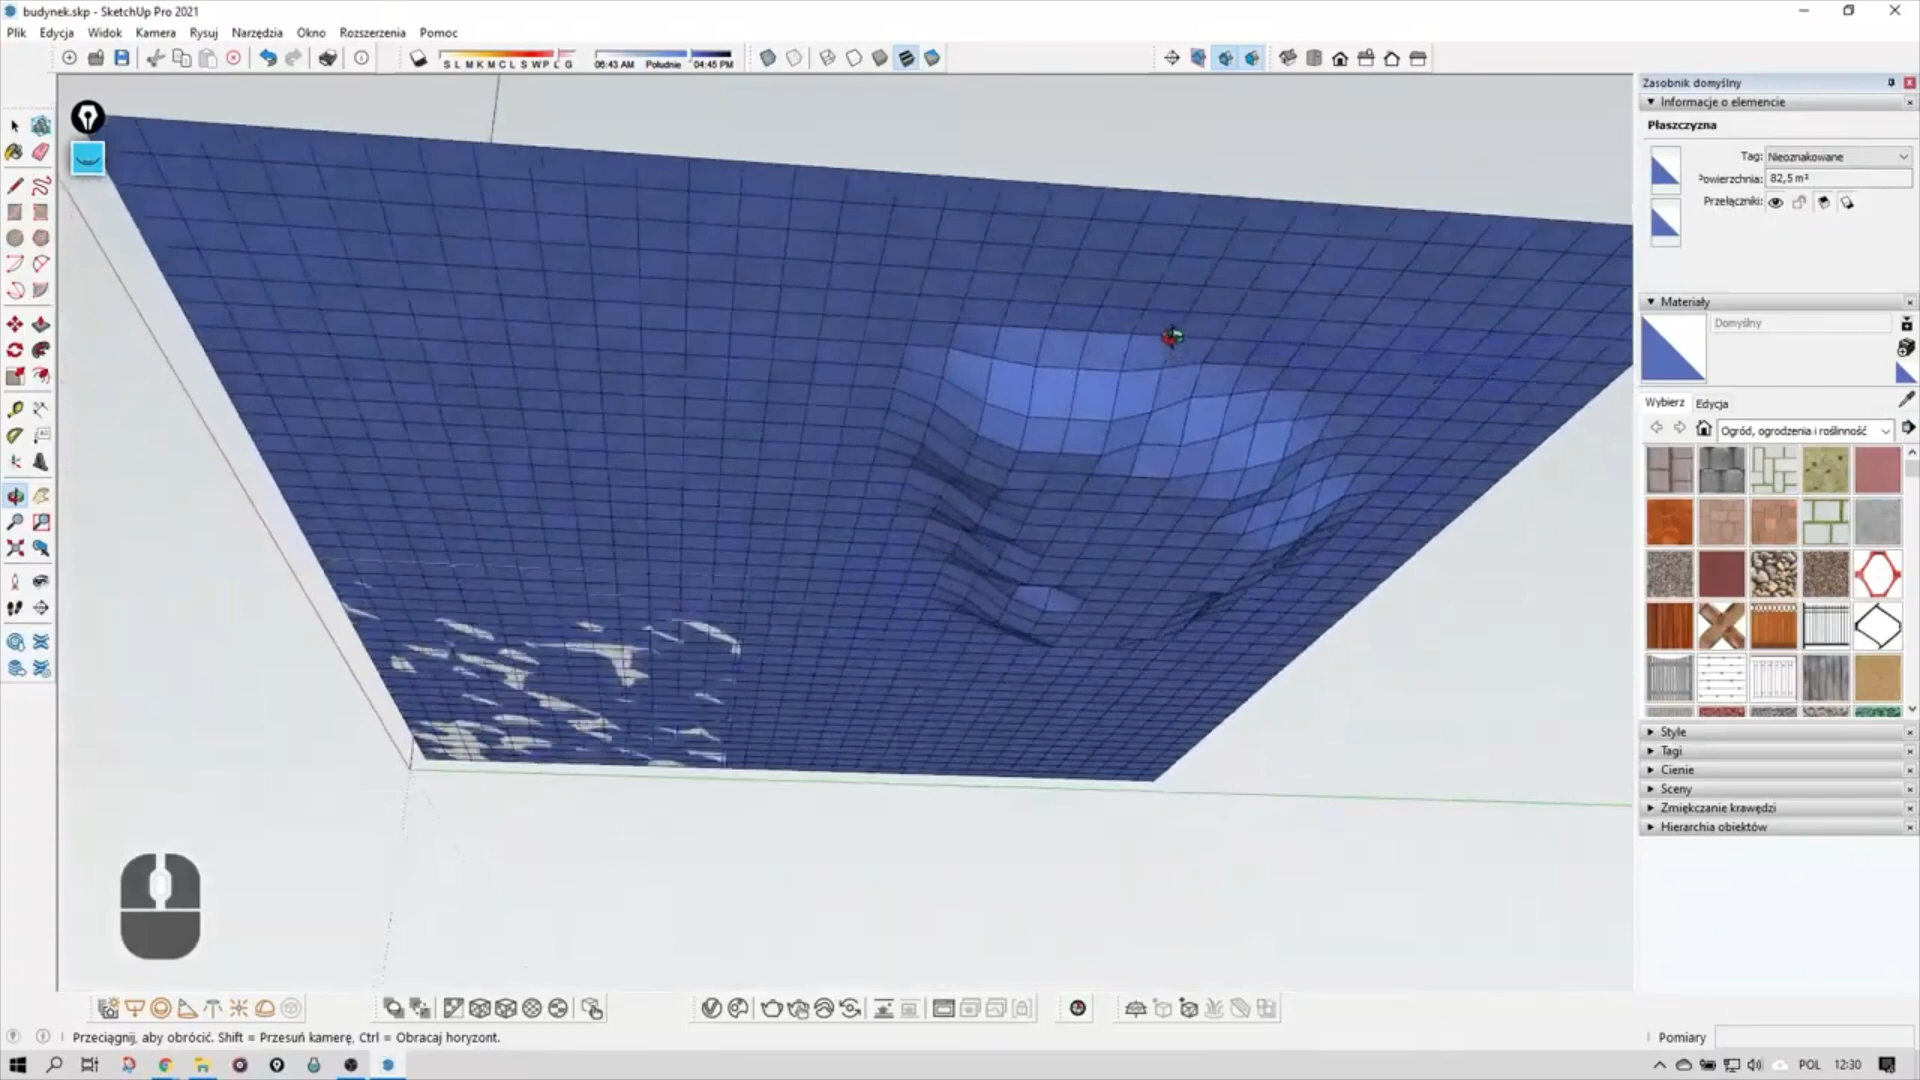 budynek.skp - SketchUp Pro 2021
Plik Edycja Widok Kamera Rysuj Narzędzia Okno Rozszerzenia Pomoc
06:43 AM Południe 04:45 PM
Zasobnik domyślny
Informacje o elemencie
Płaszczyzna
Tag: Nieoznakowane
Powierzchnia: 82,5 m²
Przełączniki:
Materiały
Domyślny
Wybierz Edycja
Ogród, ogrodzenia i roślinność
Style
Tagi
Cienie
Sceny
Zmiękczanie krawędzi
Hierarchia obiektów
Przeciągnij, aby obrócić. Shift = Przesuń kamerę, Ctrl = Obracaj horyzont.
Pomiary
POL 12:30